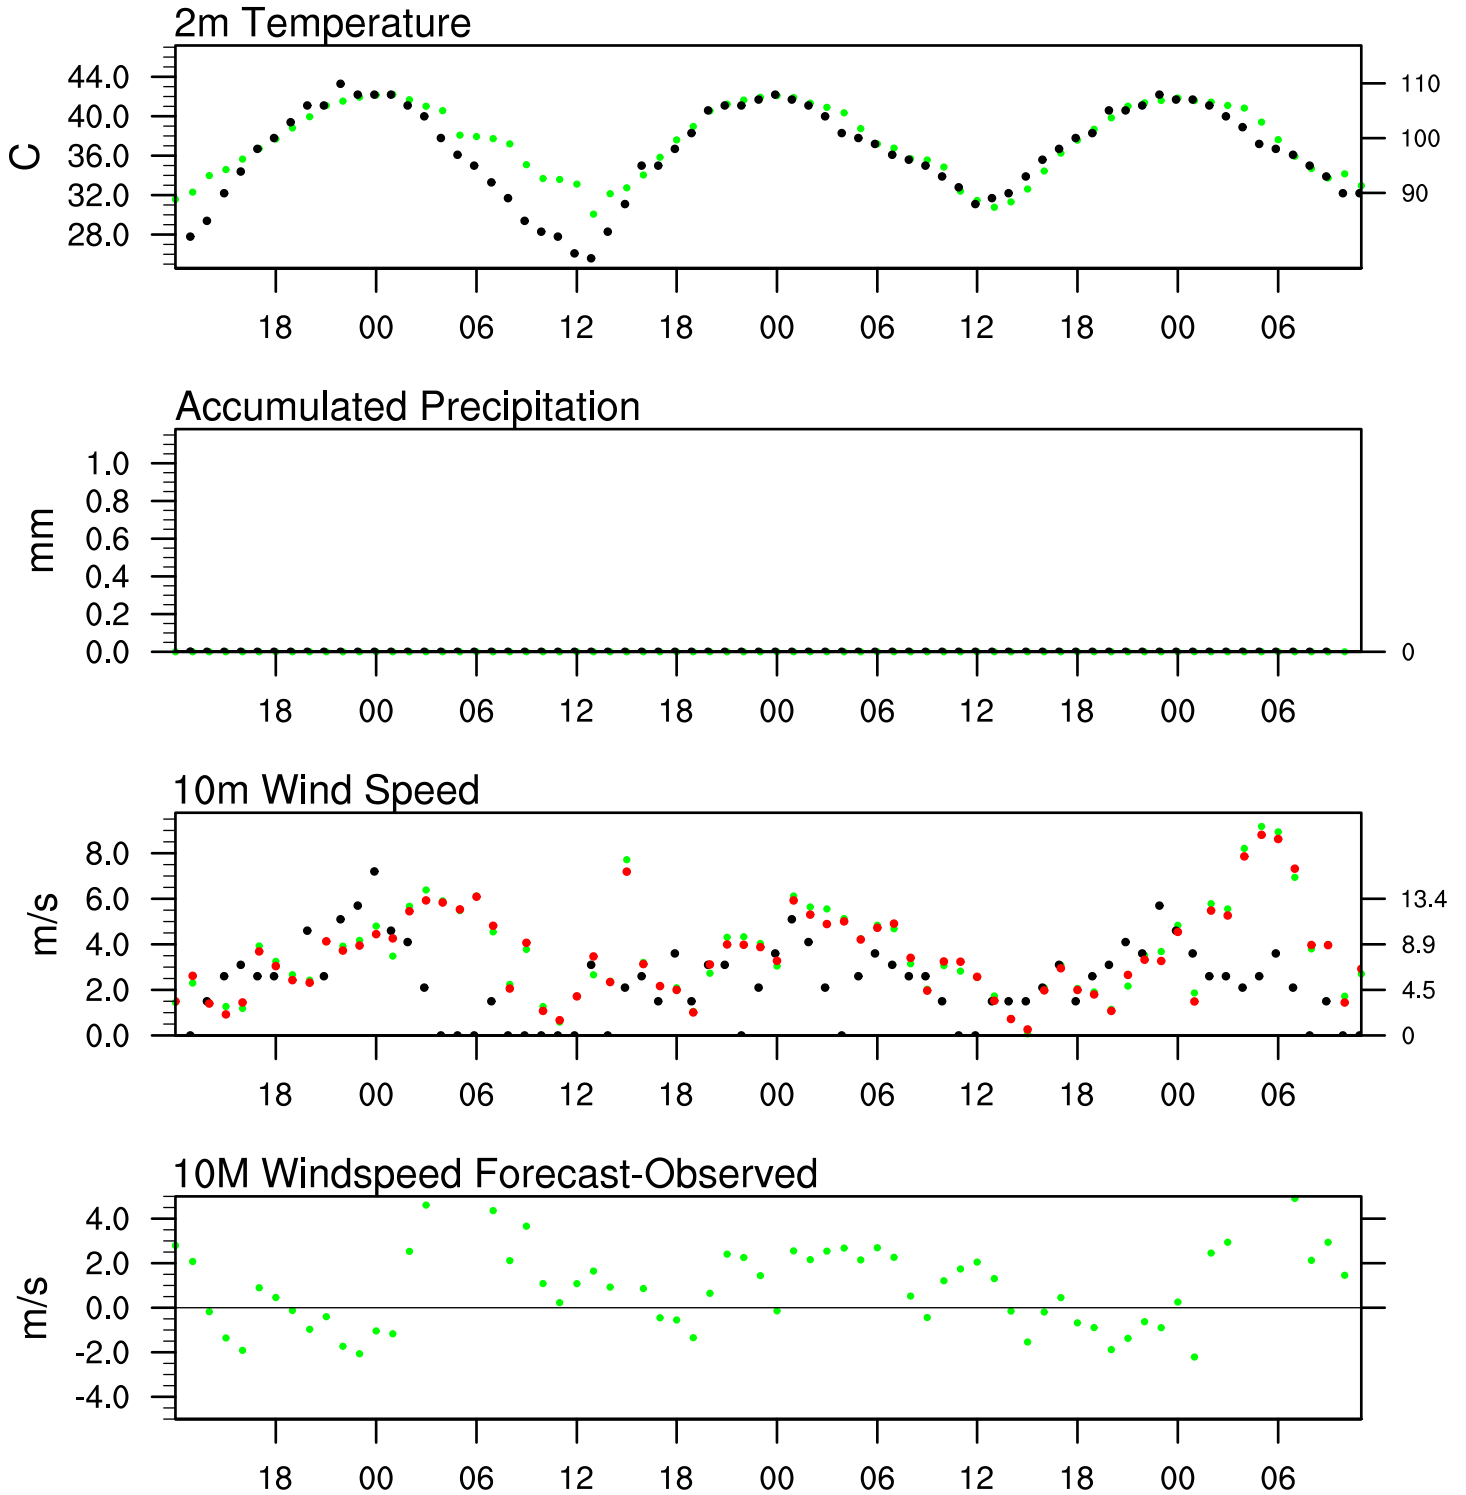 2m Temperature
C
44.0
40.0
36.0
32.0
28.0
110
100
90
18 00 06 12 18 00 06 12 18 00 06
Accumulated Precipitation
mm
1.0
0.8
0.6
0.4
0.2
0.0
0
18 00 06 12 18 00 06 12 18 00 06
10m Wind Speed
m/s
8.0
6.0
4.0
2.0
0.0
13.4
8.9
4.5
0
18 00 06 12 18 00 06 12 18 00 06
10M Windspeed Forecast-Observed
m/s
4.0
2.0
0.0
-2.0
-4.0
18 00 06 12 18 00 06 12 18 00 06